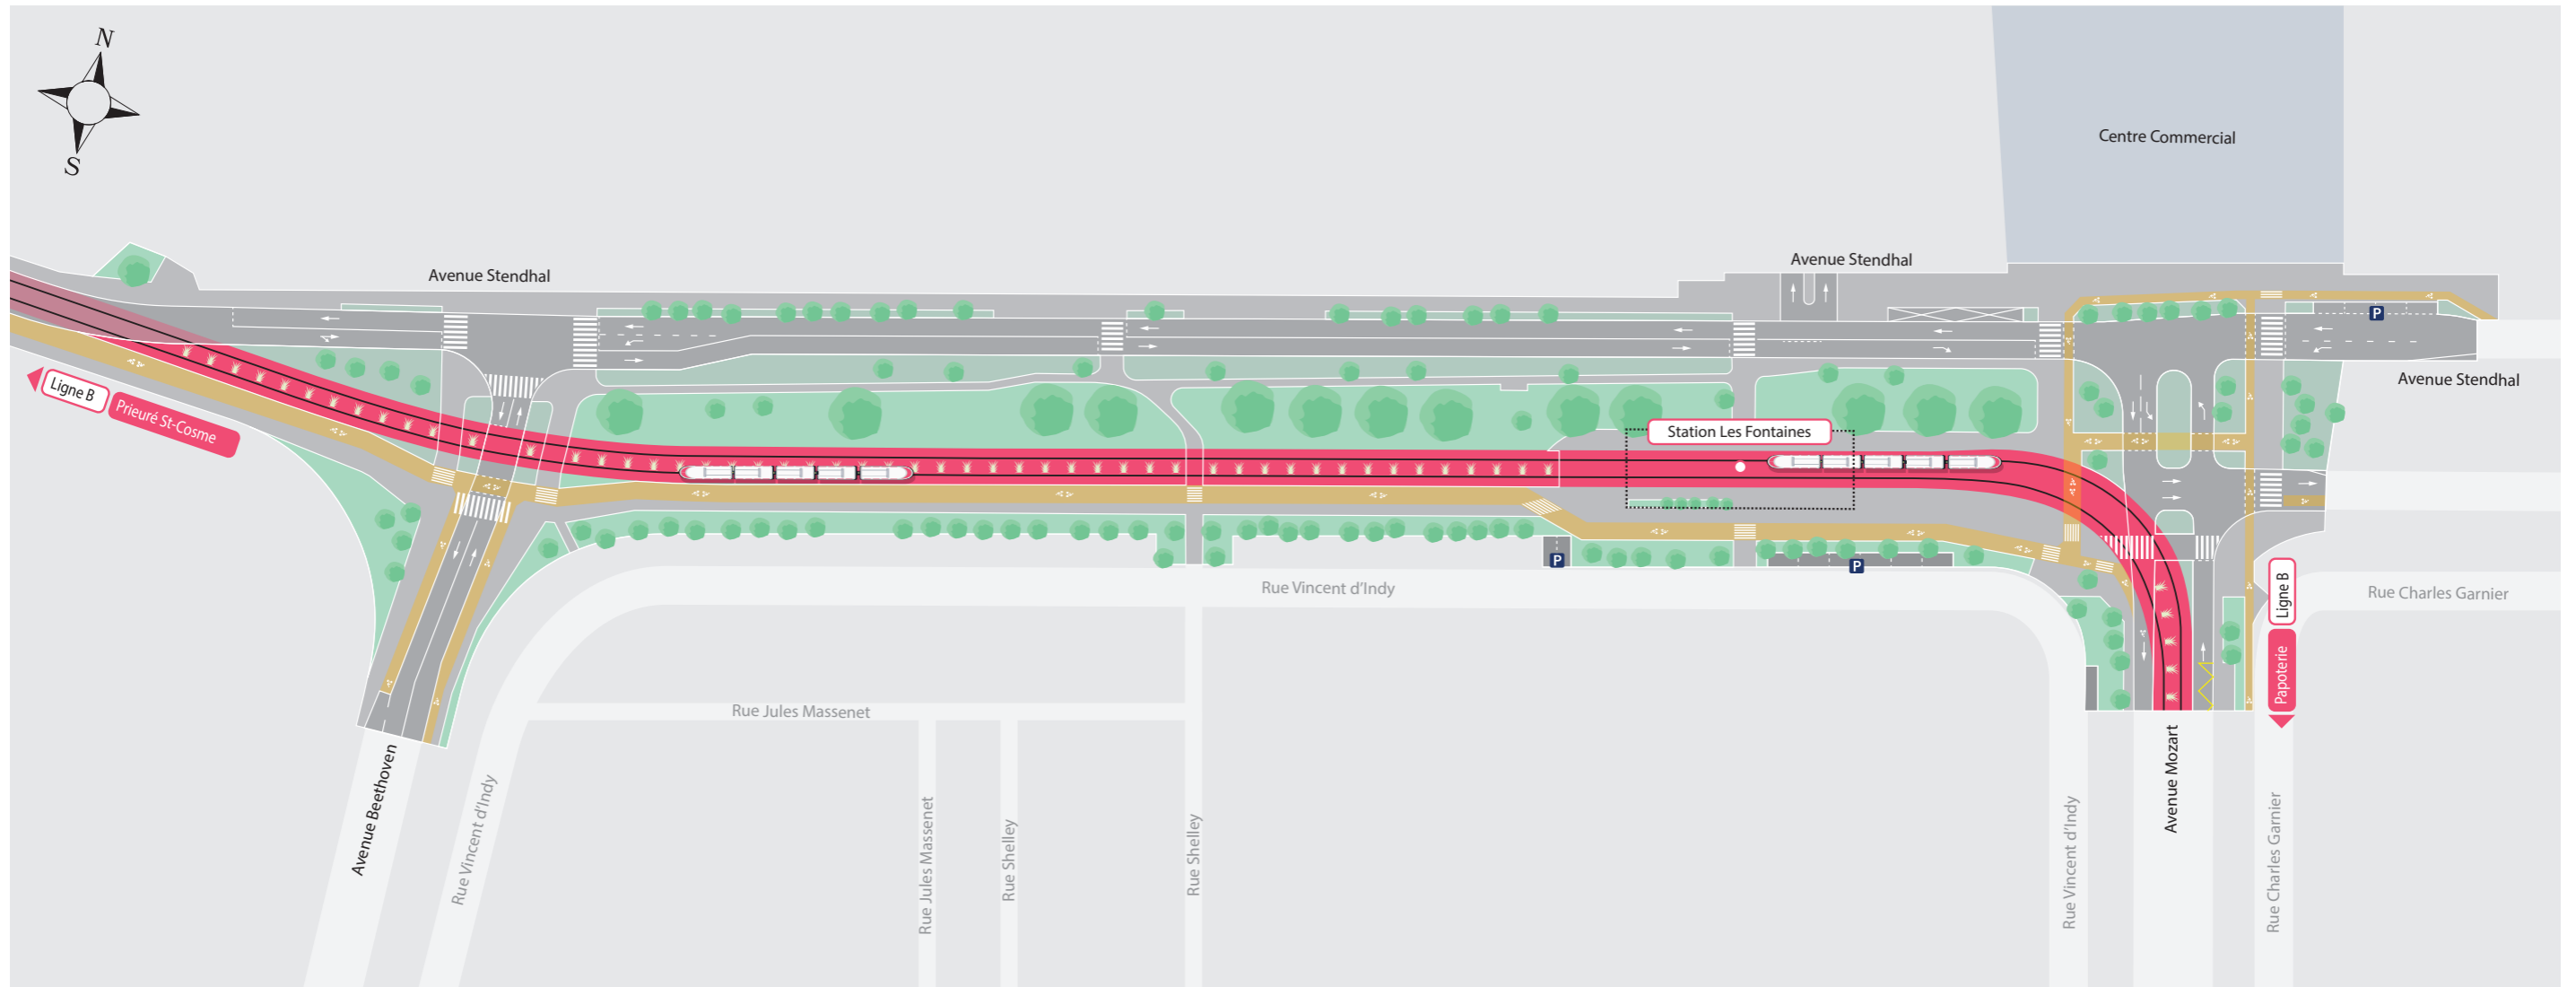 N
S
Centre Commercial
Avenue Stendhal
Avenue Stendhal
P
Avenue Stendhal
Ligne B
Prieuré St-Cosme
Station Les Fontaines
P
P
Rue Vincent d'Indy
Ligne B
Papoterie
Rue Charles Garnier
Rue Jules Massenet
Avenue Beethoven
Rue Vincent d'Indy
Rue Jules Massenet
Rue Shelley
Rue Shelley
Rue Vincent d'Indy
Avenue Mozart
Rue Charles Garnier